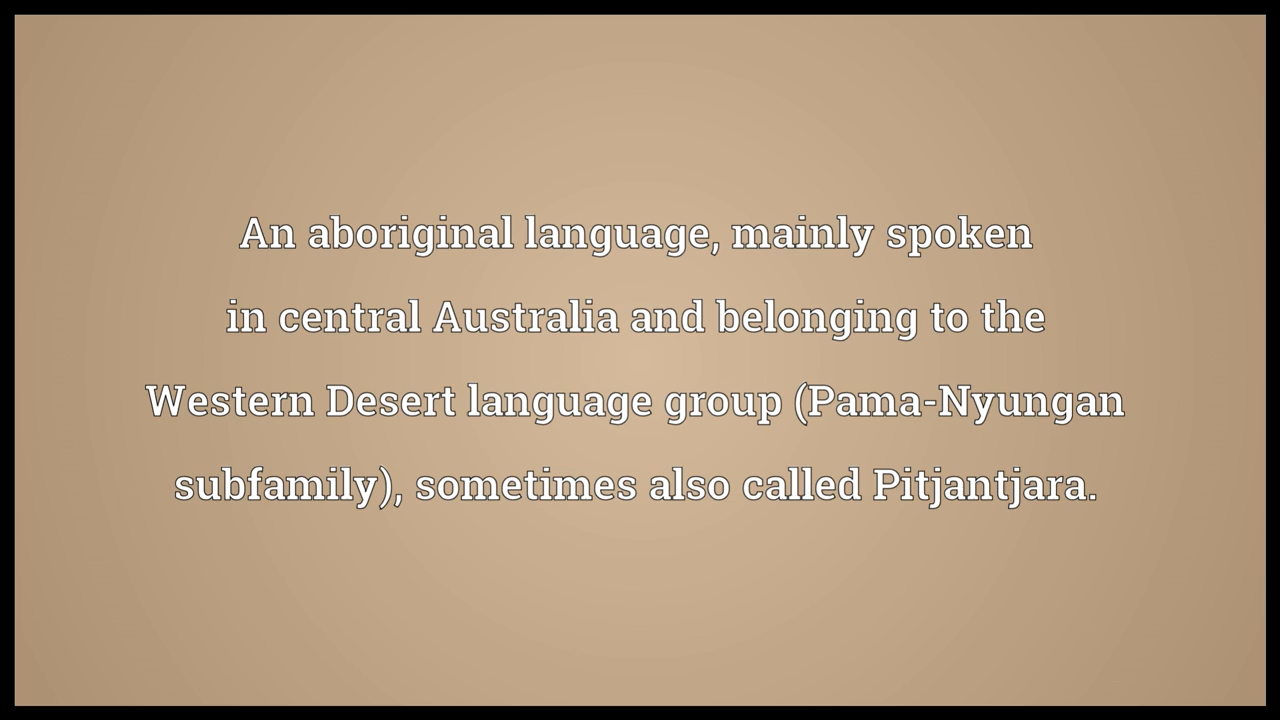 An aboriginal language, mainly spoken
in central Australia and belonging to the
Western Desert language group (Pama-Nyungan
subfamily), sometimes also called Pitjantjara.